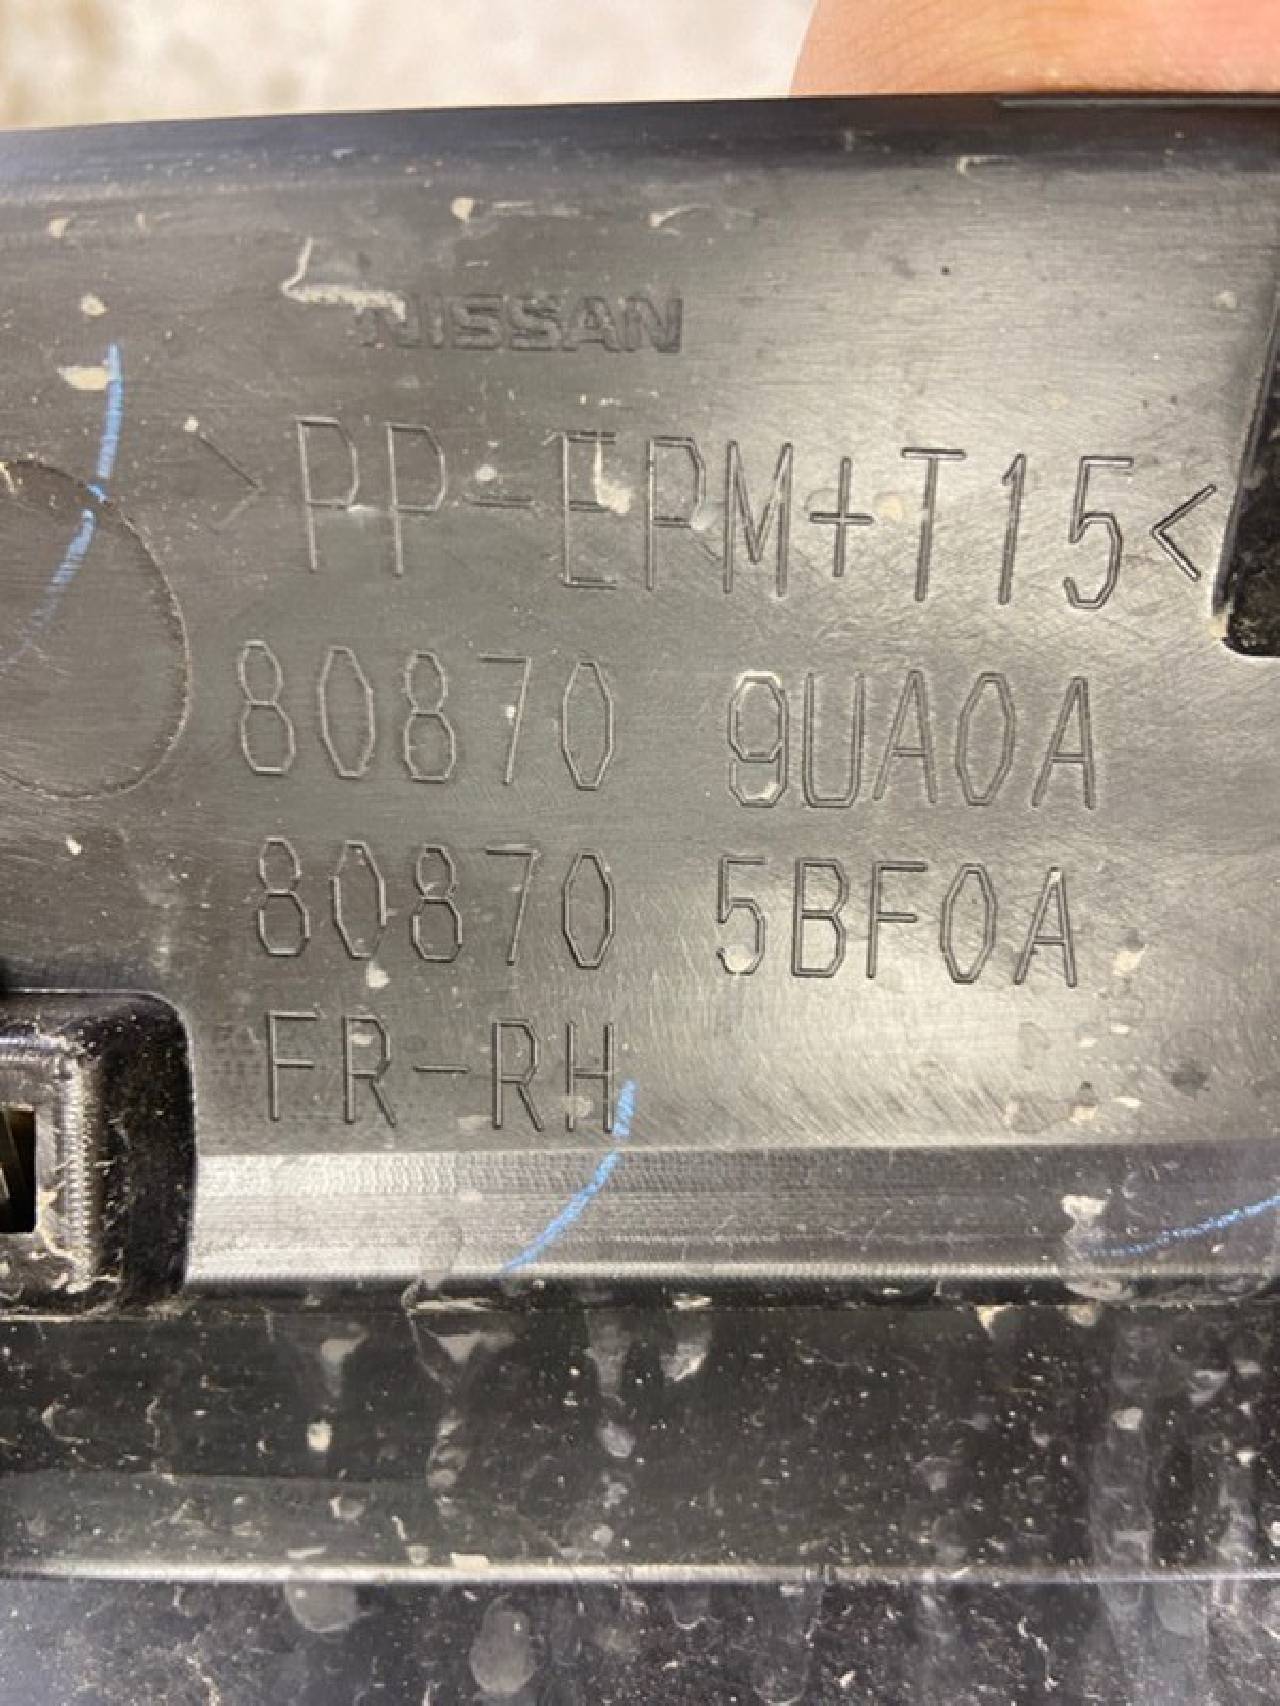 NISSAN
>PP-EPM+T15<
80870 9UA0A
80870 5BF0A
FR-RH